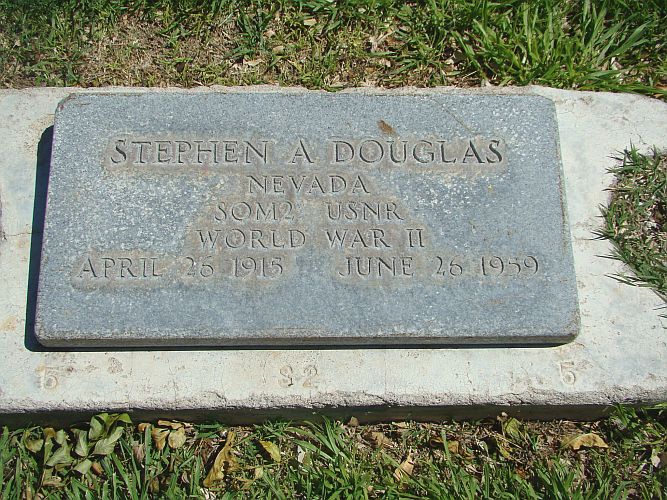 STEPHEN A DOUGLAS
NEVADA
SOM2 USNR
WORLD WAR II
APRIL 26 1915 JUNE 26 1959
5 32 5